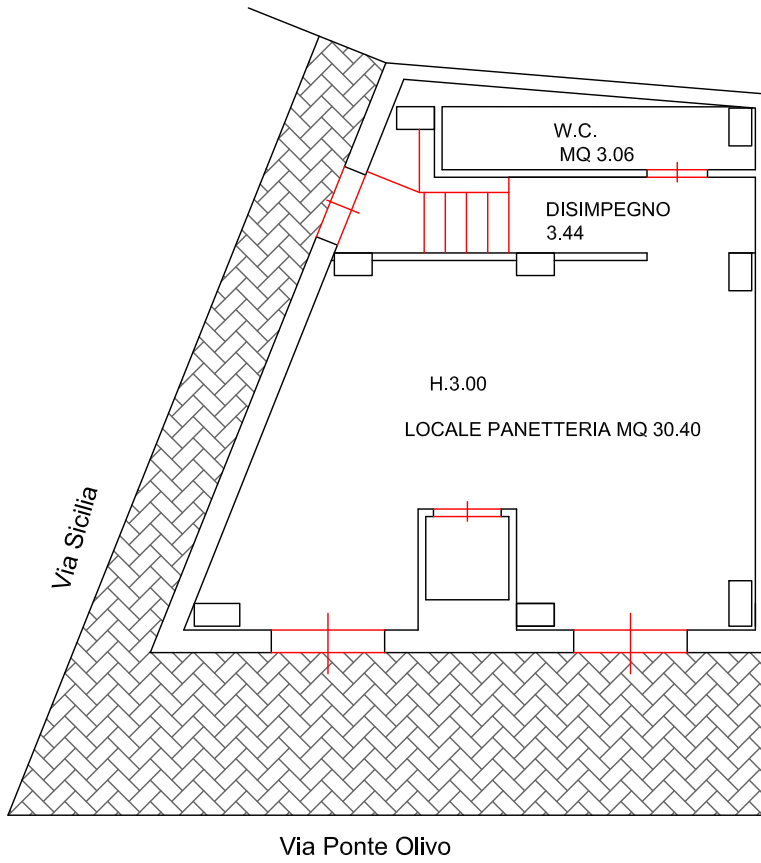 W.C.
MQ 3.06
DISIMPEGNO
3.44
H.3.00
LOCALE PANETTERIA MQ 30.40
Via Sicilia
Via Ponte Olivo